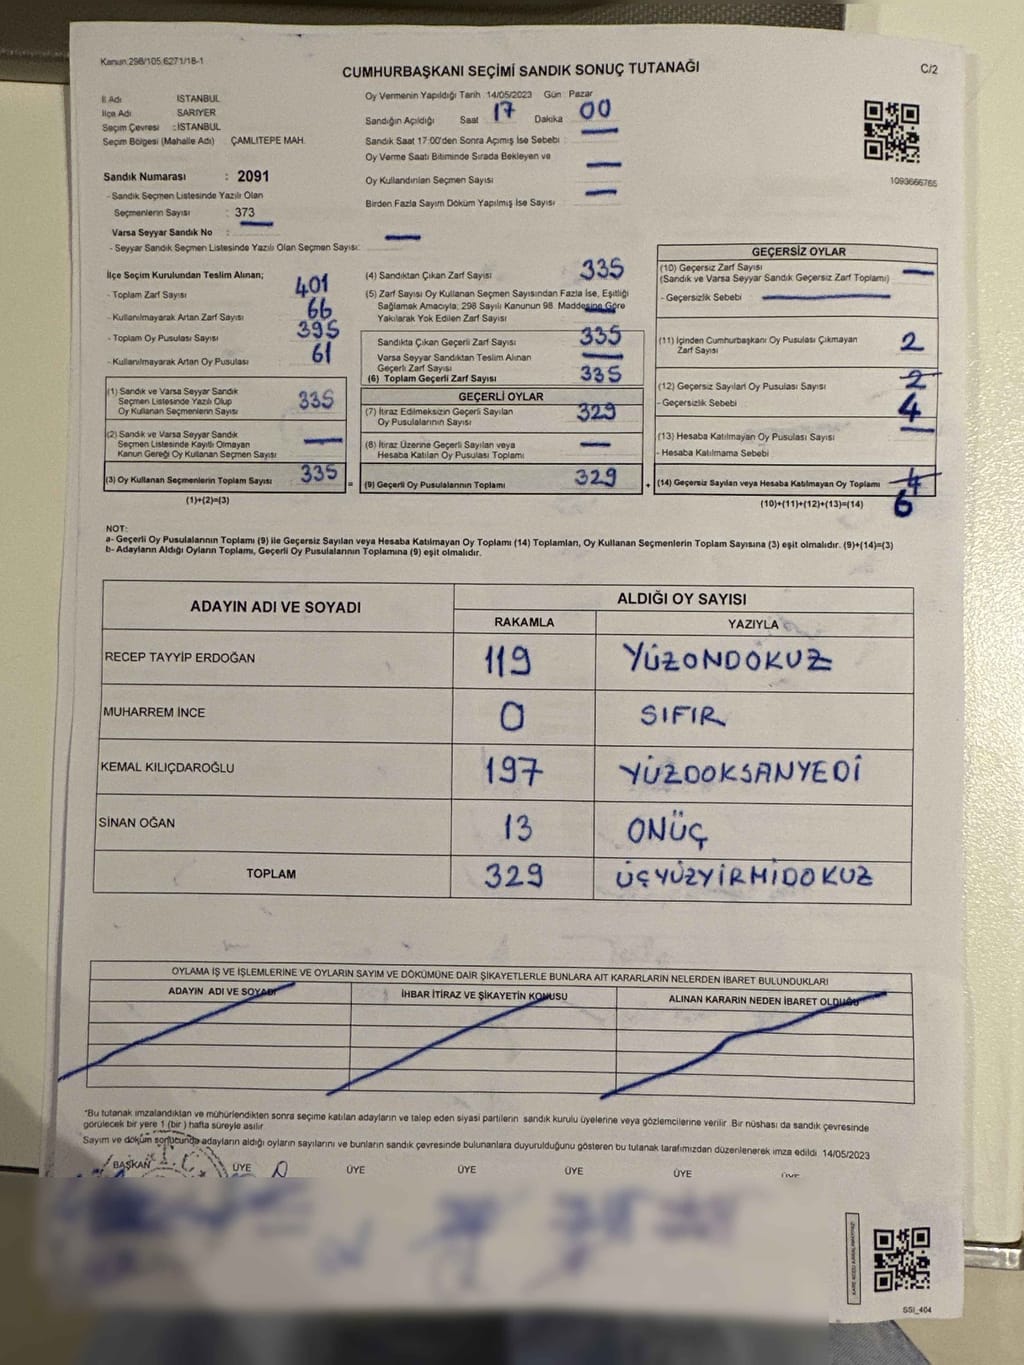 Kanun 298/105,6271/18-1
CUMHURBAŞKANI SEÇİMİ SANDIK SONUÇ TUTANAĞI
C/2
İl Adı İSTANBUL
İlçe Adı SARIYER
Seçim Çevresi : İSTANBUL
Seçim Bölgesi (Mahalle Adı) ÇAMLITEPE MAH.
Sandık Numarası : 2091
- Sandık Seçmen Listesinde Yazılı Olan
Seçmenlerin Sayısı : 373
Varsa Seyyar Sandık No :
- Seyyar Sandık Seçmen Listesinde Yazılı Olan Seçmen Sayısı:
Oy Vermenin Yapıldığı Tarih 14/05/2023 Gün : Pazar
Sandığın Açıldığı Saat 17 Dakika 00
Sandık Saat 17:00'den Sonra Açımış İse Sebebi :
Oy Verme Saati Bitiminde Sırada Bekleyen ve
Oy Kullandırılan Seçmen Sayısı
Birden Fazla Sayım Döküm Yapılmış İse Sayısı
1093666765
İlçe Seçim Kurulundan Teslim Alınan;
- Toplam Zarf Sayısı 401
- Kullanılmayarak Artan Zarf Sayısı 66
- Toplam Oy Pusulası Sayısı 395
- Kullanılmayarak Artan Oy Pusulası 61
(1) Sandık ve Varsa Seyyar Sandık
Seçmen Listesinde Yazılı Olup
Oy Kullanan Seçmenlerin Sayısı 335
(2) Sandık ve Varsa Seyyar Sandık
Seçmen Listesinde Kayıtlı Olmayan
Kanun Gereği Oy Kullanan Seçmen Sayısı
(3) Oy Kullanan Seçmenlerin Toplam Sayısı 335 =
(1)+(2)=(3)
(4) Sandıktan Çıkan Zarf Sayısı 335
(5) Zarf Sayısı Oy Kullanan Seçmen Sayısından Fazla İse, Eşitliği
Sağlamak Amacıyla; 298 Sayılı Kanunun 98. Maddesine Göre
Yakılarak Yok Edilen Zarf Sayısı
Sandıkta Çıkan Geçerli Zarf Sayısı 335
Varsa Seyyar Sandıktan Teslim Alınan
Geçerli Zarf Sayısı
(6) Toplam Geçerli Zarf Sayısı 335
GEÇERLİ OYLAR
(7) İtiraz Edilmeksizin Geçerli Sayılan
Oy Pusulalarının Sayısı 329
(8) İtiraz Üzerine Geçerli Sayılan veya
Hesaba Katılan Oy Pusulası Toplamı
(9) Geçerli Oy Pusulalarının Toplamı 329 +
GEÇERSİZ OYLAR
(10) Geçersiz Zarf Sayısı
(Sandık ve Varsa Seyyar Sandık Geçersiz Zarf Toplamı)
- Geçersizlik Sebebi
(11) İçinden Cumhurbaşkanı Oy Pusulası Çıkmayan
Zarf Sayısı 2
(12) Geçersiz Sayılan Oy Pusulası Sayısı 2
- Geçersizlik Sebebi 4
(13) Hesaba Katılmayan Oy Pusulası Sayısı
- Hesaba Katılmama Sebebi
(14) Geçersiz Sayılan veya Hesaba Katılmayan Oy Toplamı 4
(10)+(11)+(12)+(13)=(14) 6
NOT:
a- Geçerli Oy Pusulalarının Toplamı (9) ile Geçersiz Sayılan veya Hesaba Katılmayan Oy Toplamı (14) Toplamları, Oy Kullanan Seçmenlerin Toplam Sayısına (3) eşit olmalıdır. (9)+(14)=(3)
b- Adayların Aldığı Oyların Toplamı, Geçerli Oy Pusulalarının Toplamına (9) eşit olmalıdır.
ADAYIN ADI VE SOYADI
ALDIĞI OY SAYISI
RAKAMLA YAZIYLA
RECEP TAYYİP ERDOĞAN 119 YÜZONDOKUZ
MUHARREM İNCE 0 SIFIR
KEMAL KILIÇDAROĞLU 197 YÜZDOKSANYEDİ
SİNAN OĞAN 13 ONÜÇ
TOPLAM 329 ÜÇYÜZYİRMİDOKUZ
OYLAMA İŞ VE İŞLEMLERİNE VE OYLARIN SAYIM VE DÖKÜMÜNE DAİR ŞİKAYETLERLE BUNLARA AİT KARARLARIN NELERDEN İBARET BULUNDUKLARI
ADAYIN ADI VE SOYADI İHBAR İTİRAZ VE ŞİKAYETİN KONUSU ALINAN KARARIN NEDEN İBARET OLDUĞU
*Bu tutanak imzalandıktan ve mühürlendikten sonra seçime katılan adayların ve talep eden siyasi partilerin sandık kurulu üyelerine veya gözlemcilerine verilir. Bir nüshası da sandık çevresinde
görülecek bir yere 1 (bir ) hafta süreyle asılır
Sayım ve döküm sonucunda adayların aldığı oyların sayılarını ve bunların sandık çevresinde bulunanlara duyurulduğunu gösteren bu tutanak tarafımızdan düzenlenerek imza edildi 14/05/2023
BAŞKAN ÜYE ÜYE ÜYE ÜYE ÜYE ÜYE
SSİ_404